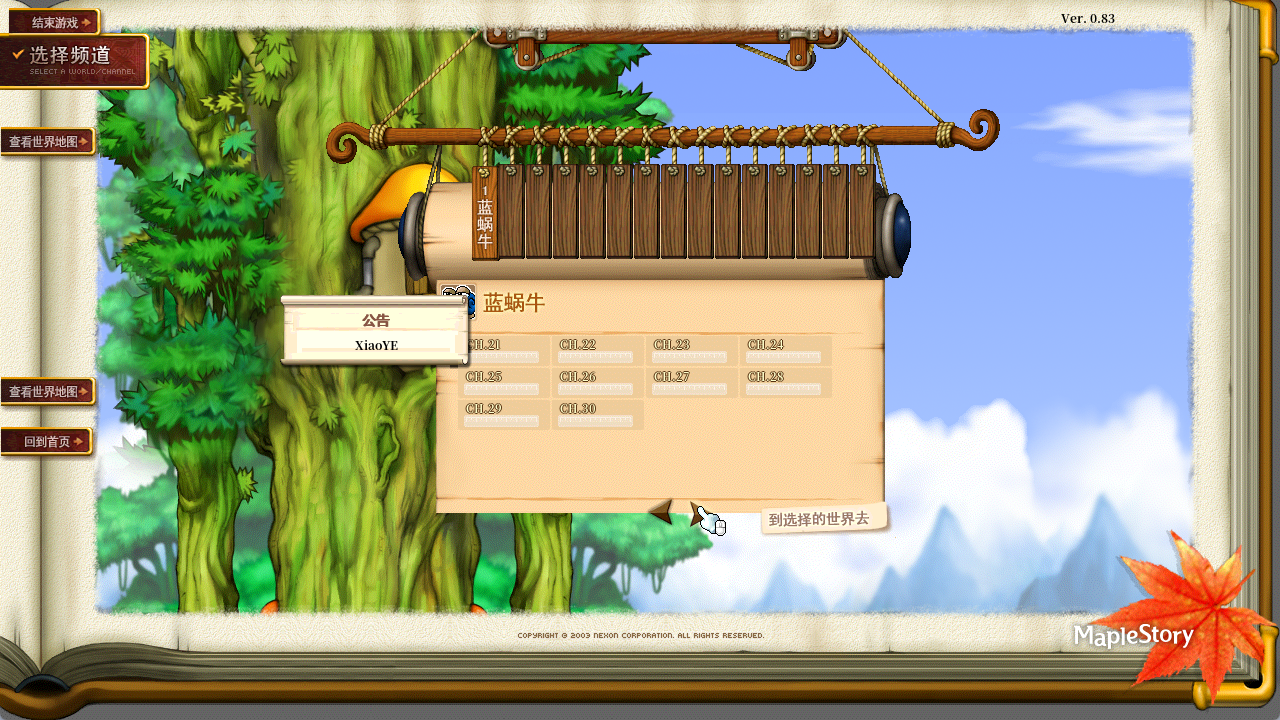 结束游戏
Ver. 0.83
选择频道
SELECT A WORLD/CHANNEL
查看世界地图
1
蓝蜗牛
蓝蜗牛
公告
XiaoYE
CH.21
CH.22
CH.23
CH.24
CH.25
CH.26
CH.27
CH.28
CH.29
CH.30
查看世界地图
回到首页
到选择的世界去
COPYRIGHT @ 2003 NEXON CORPORATION. ALL RIGHTS RESERVED.
MapleStory